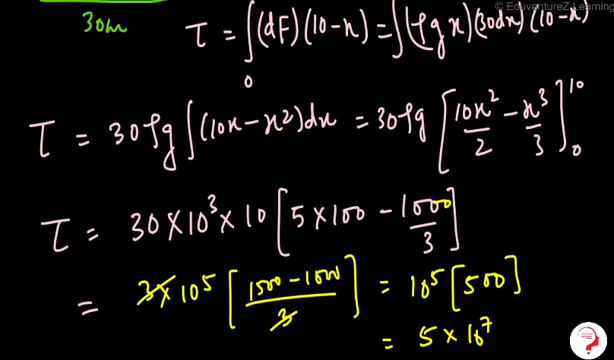 EduventureZ Learning
30m τ = ∫₀ (dF)(10-x) = ∫(ρgx)(30dx)(10-x)
τ = 30ρg ∫(10x-x²)dx = 30ρg [10x²/2 - x³/3]₀¹⁰
τ = 30×10³×10 [5×100 - 1000/3]
= 3×10⁵ [1500-1000/3] = 10⁵[500]
= 5×10⁷